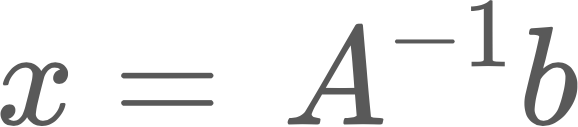 x = A⁻¹b